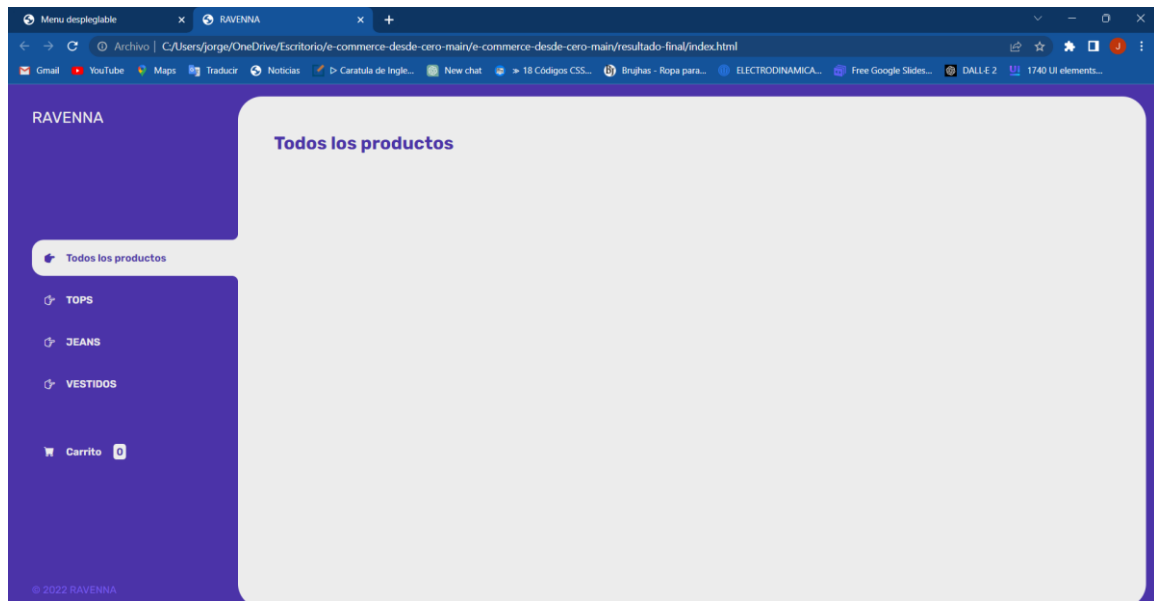 Menu despleglable
RAVENNA
Archivo | C:/Users/jorge/OneDrive/Escritorio/e-commerce-desde-cero-main/e-commerce-desde-cero-main/resultado-final/index.html
Gmail YouTube Maps Traducir Noticias ▷ Caratula de Ingle... New chat » 18 Códigos CSS... Brujhas - Ropa para... ELECTRODINAMICA... Free Google Slides... DALL·E 2 1740 UI elements...
RAVENNA
Todos los productos
Todos los productos
TOPS
JEANS
VESTIDOS
Carrito 0
© 2022 RAVENNA